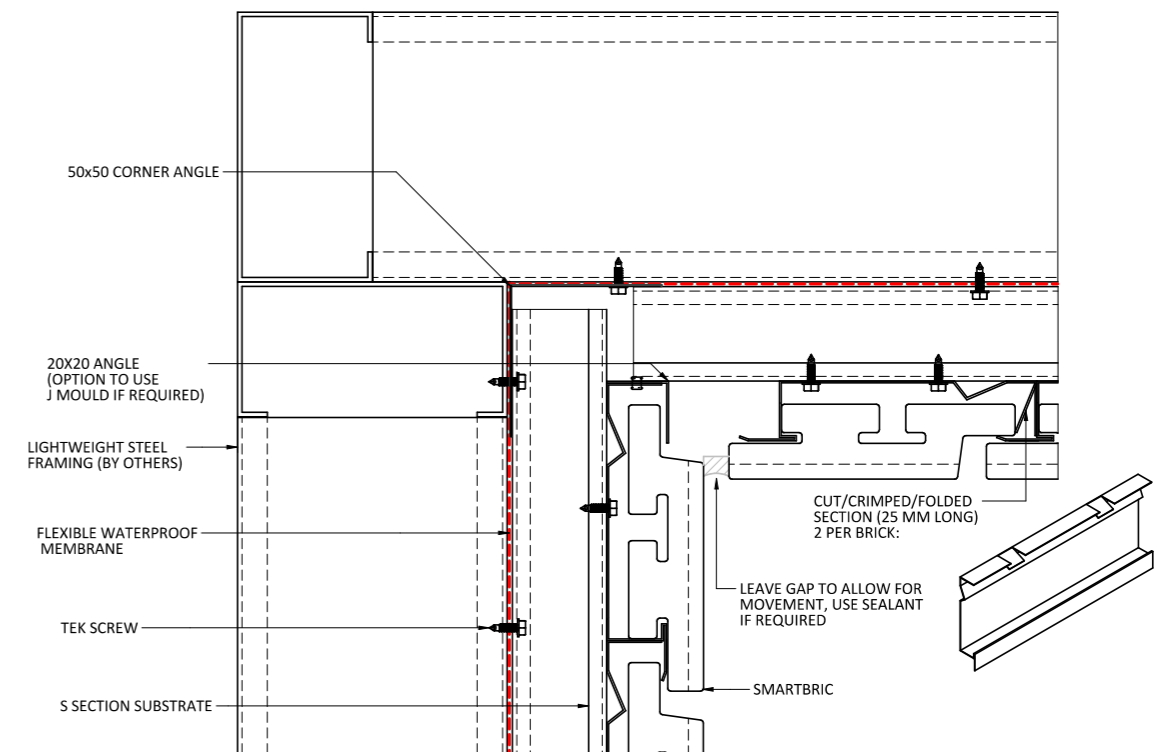 50x50 CORNER ANGLE
20X20 ANGLE
(OPTION TO USE
J MOULD IF REQUIRED)
LIGHTWEIGHT STEEL
FRAMING (BY OTHERS)
FLEXIBLE WATERPROOF
MEMBRANE
TEK SCREW
S SECTION SUBSTRATE
CUT/CRIMPED/FOLDED
SECTION (25 MM LONG)
2 PER BRICK:
LEAVE GAP TO ALLOW FOR
MOVEMENT, USE SEALANT
IF REQUIRED
SMARTBRIC